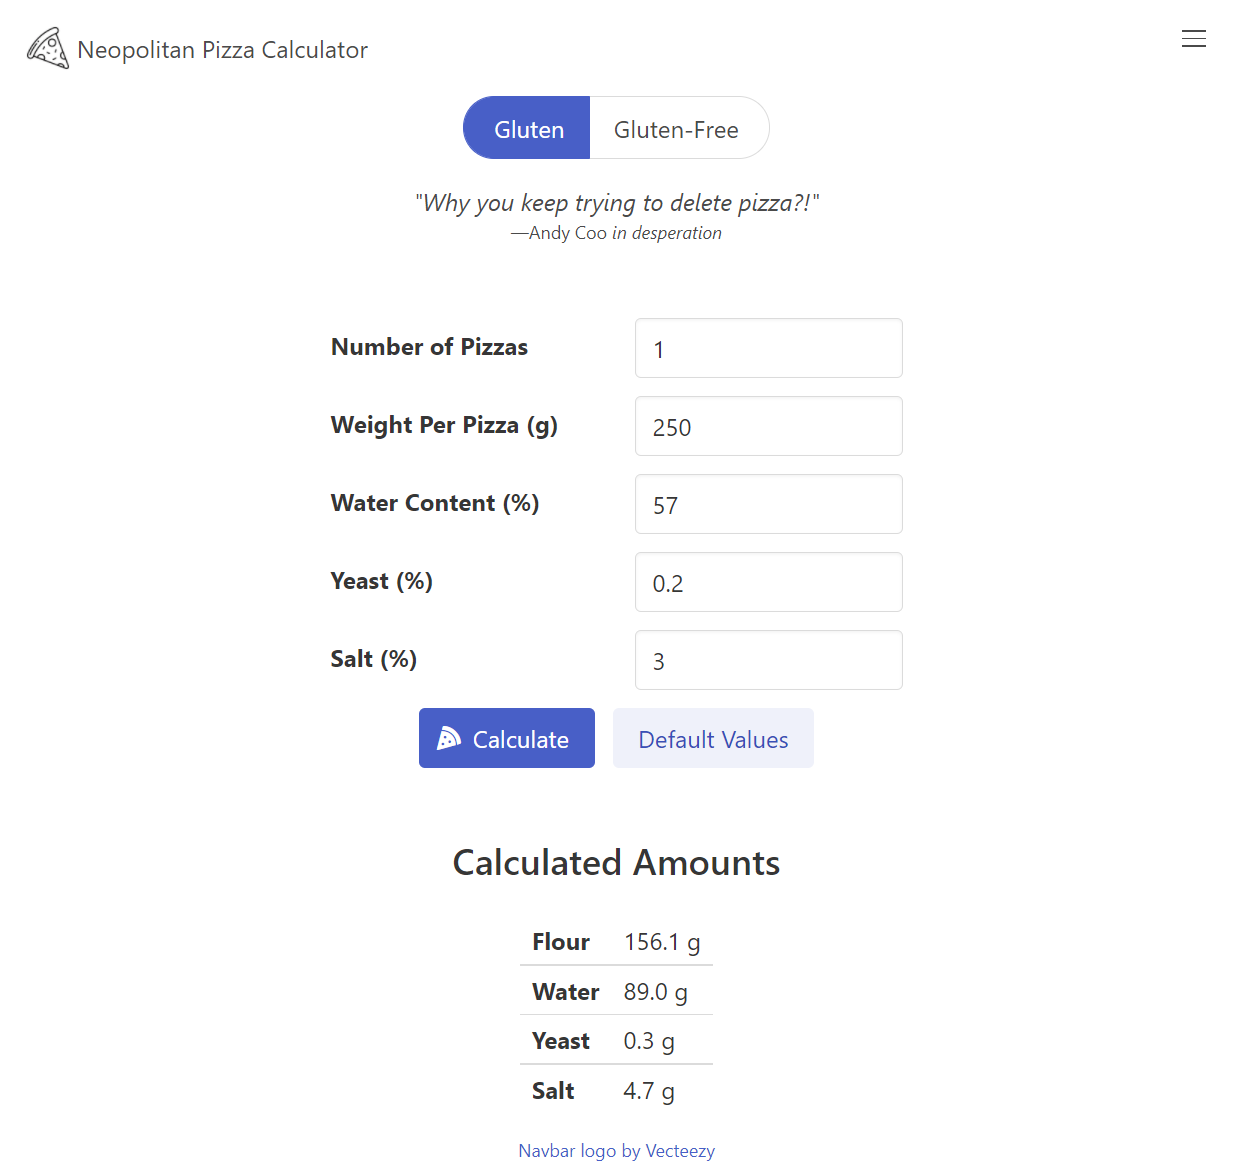 Neopolitan Pizza Calculator
Gluten Gluten-Free
"Why you keep trying to delete pizza?!"
—Andy Coo in desperation
Number of Pizzas 1
Weight Per Pizza (g) 250
Water Content (%) 57
Yeast (%) 0.2
Salt (%) 3
Calculate Default Values
Calculated Amounts
Flour 156.1 g
Water 89.0 g
Yeast 0.3 g
Salt 4.7 g
Navbar logo by Vecteezy